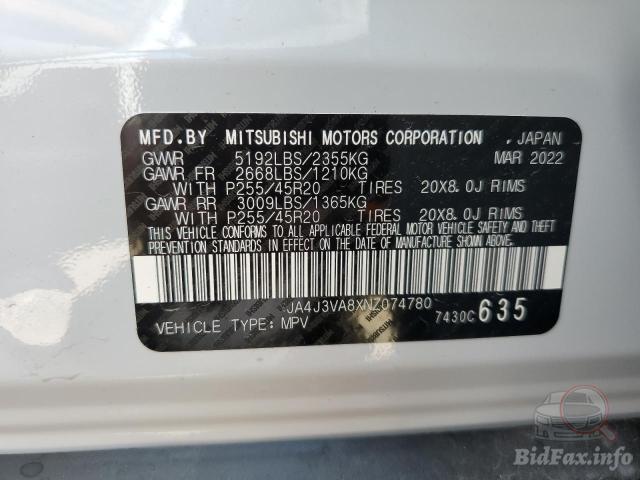 MFD.BY MITSUBISHI MOTORS CORPORATION , JAPAN
GVWR 5192LBS/2355KG MAR 2022
GAWR FR 2668LBS/1210KG
WITH P255/45R20 TIRES 20X8.0J RIMS
GAWR RR 3009LBS/1365KG
WITH P255/45R20 TIRES 20X8.0J RIMS
THIS VEHICLE CONFORMS TO ALL APPLICABLE FEDERAL MOTOR VEHICLE SAFETY AND THEFT
PREVENTION STANDARDS IN EFFECT ON THE DATE OF MANUFACTURE SHOWN ABOVE.
JA4J3VA8XNZ074780
VEHICLE TYPE: MPV 7430C 635
BidFax.info